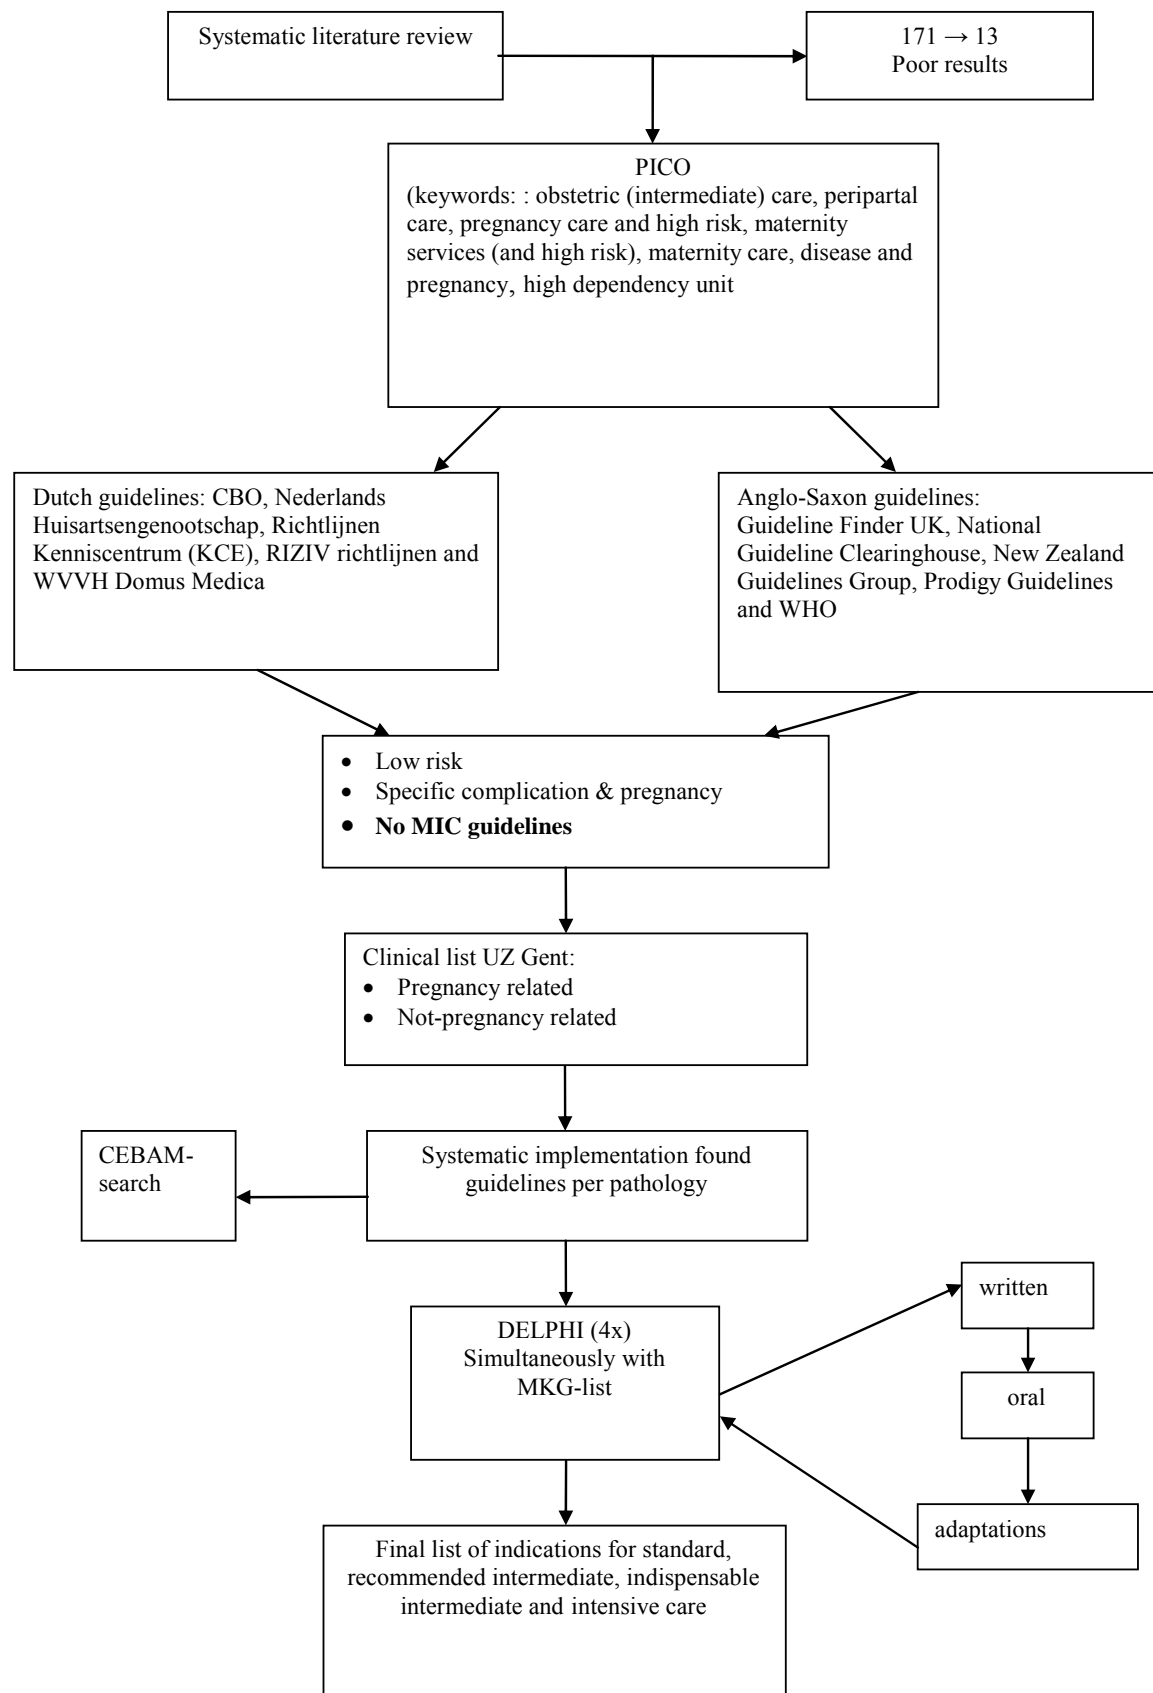 Systematic literature review
171 → 13
Poor results
PICO
(keywords: : obstetric (intermediate) care, peripartal
care, pregnancy care and high risk, maternity
services (and high risk), maternity care, disease and
pregnancy, high dependency unit
Dutch guidelines: CBO, Nederlands
Huisartsengenootschap, Richtlijnen
Kenniscentrum (KCE), RIZIV richtlijnen and
WVVH Domus Medica
Anglo-Saxon guidelines:
Guideline Finder UK, National
Guideline Clearinghouse, New Zealand
Guidelines Group, Prodigy Guidelines
and WHO
• Low risk
• Specific complication & pregnancy
• No MIC guidelines
Clinical list UZ Gent:
• Pregnancy related
• Not-pregnancy related
CEBAM-
search
Systematic implementation found
guidelines per pathology
DELPHI (4x)
Simultaneously with
MKG-list
written
oral
adaptations
Final list of indications for standard,
recommended intermediate, indispensable
intermediate and intensive care